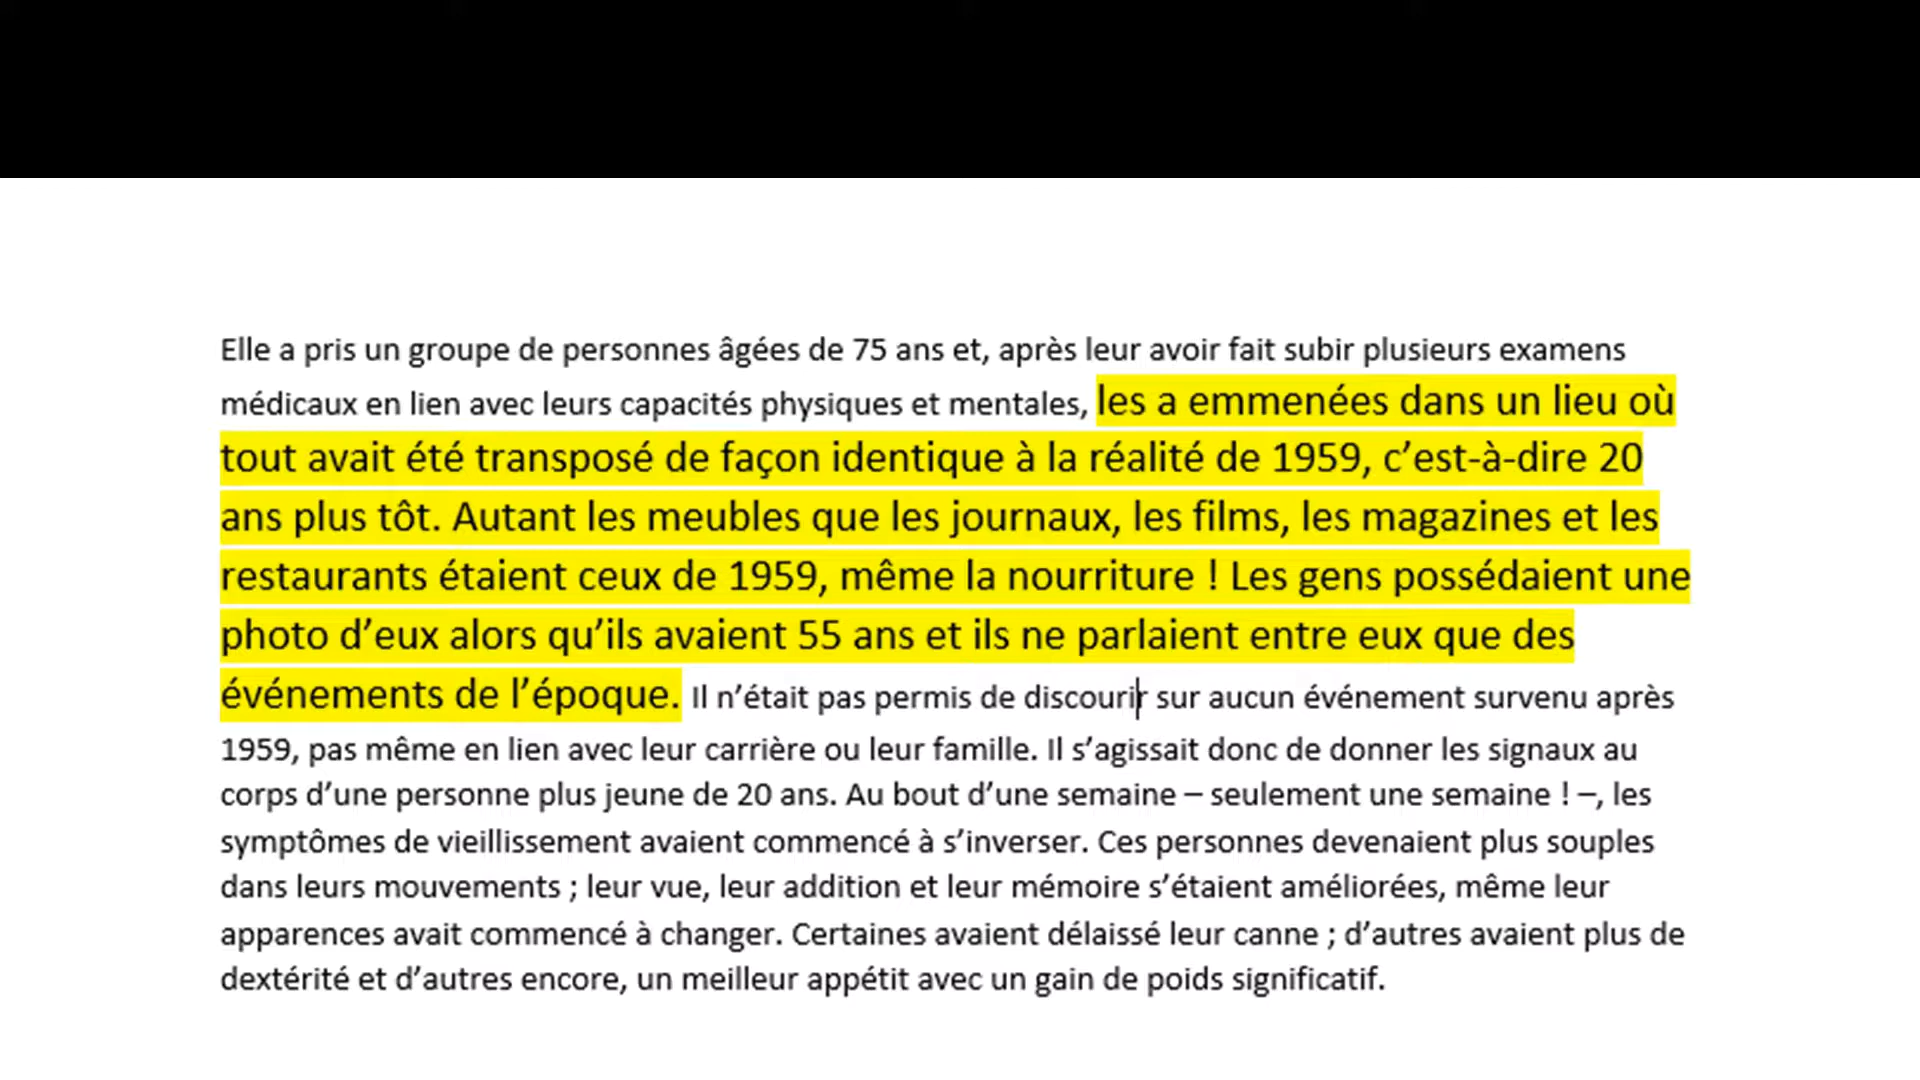 Elle a pris un groupe de personnes âgées de 75 ans et, après leur avoir fait subir plusieurs examens
médicaux en lien avec leurs capacités physiques et mentales, les a emmenées dans un lieu où
tout avait été transposé de façon identique à la réalité de 1959, c’est-à-dire 20
ans plus tôt. Autant les meubles que les journaux, les films, les magazines et les
restaurants étaient ceux de 1959, même la nourriture ! Les gens possédaient une
photo d’eux alors qu’ils avaient 55 ans et ils ne parlaient entre eux que des
événements de l’époque. Il n’était pas permis de discourir sur aucun événement survenu après
1959, pas même en lien avec leur carrière ou leur famille. Il s’agissait donc de donner les signaux au
corps d’une personne plus jeune de 20 ans. Au bout d’une semaine – seulement une semaine ! –, les
symptômes de vieillissement avaient commencé à s’inverser. Ces personnes devenaient plus souples
dans leurs mouvements ; leur vue, leur addition et leur mémoire s’étaient améliorées, même leur
apparences avait commencé à changer. Certaines avaient délaissé leur canne ; d’autres avaient plus de
dextérité et d’autres encore, un meilleur appétit avec un gain de poids significatif.